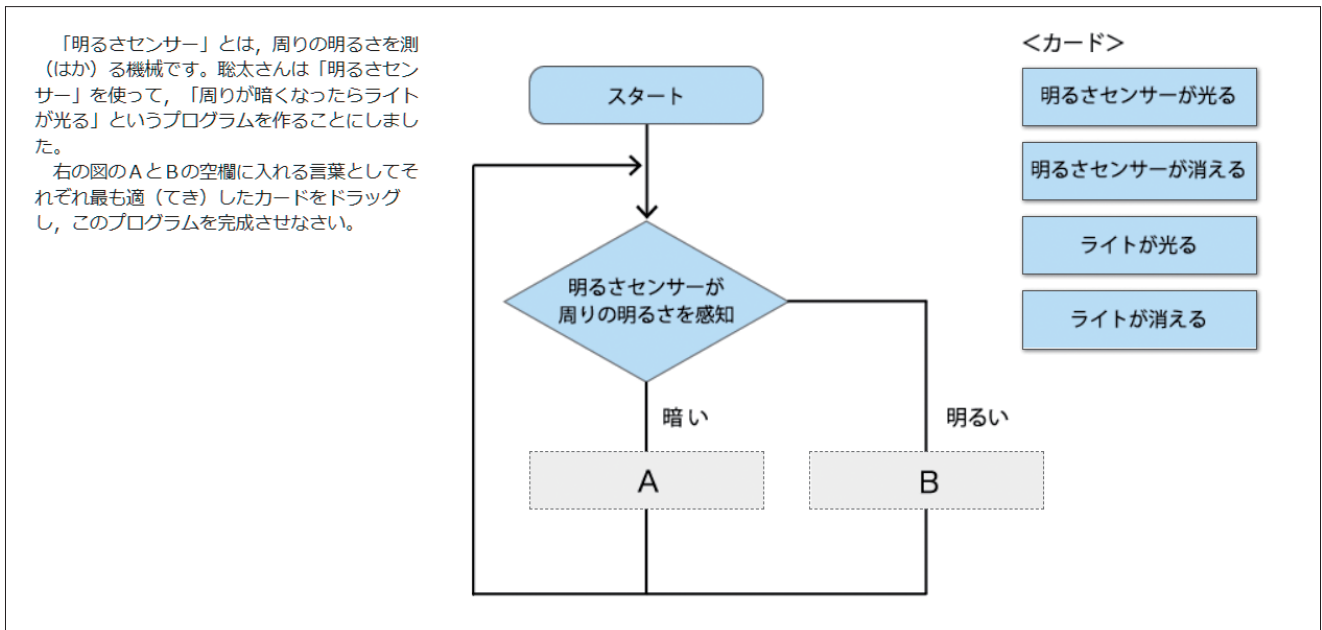 「明るさセンサー」とは，周りの明るさを測
（はか）る機械です。聡太さんは「明るさセン
サー」を使って，「周りが暗くなったらライト
が光る」というプログラムを作ることにしまし
た。
右の図のＡとＢの空欄に入れる言葉としてそ
れぞれ最も適（てき）したカードをドラッグ
し，このプログラムを完成させなさい。
スタート
明るさセンサーが
周りの明るさを感知
暗い
明るい
A
B
＜カード＞
明るさセンサーが光る
明るさセンサーが消える
ライトが光る
ライトが消える